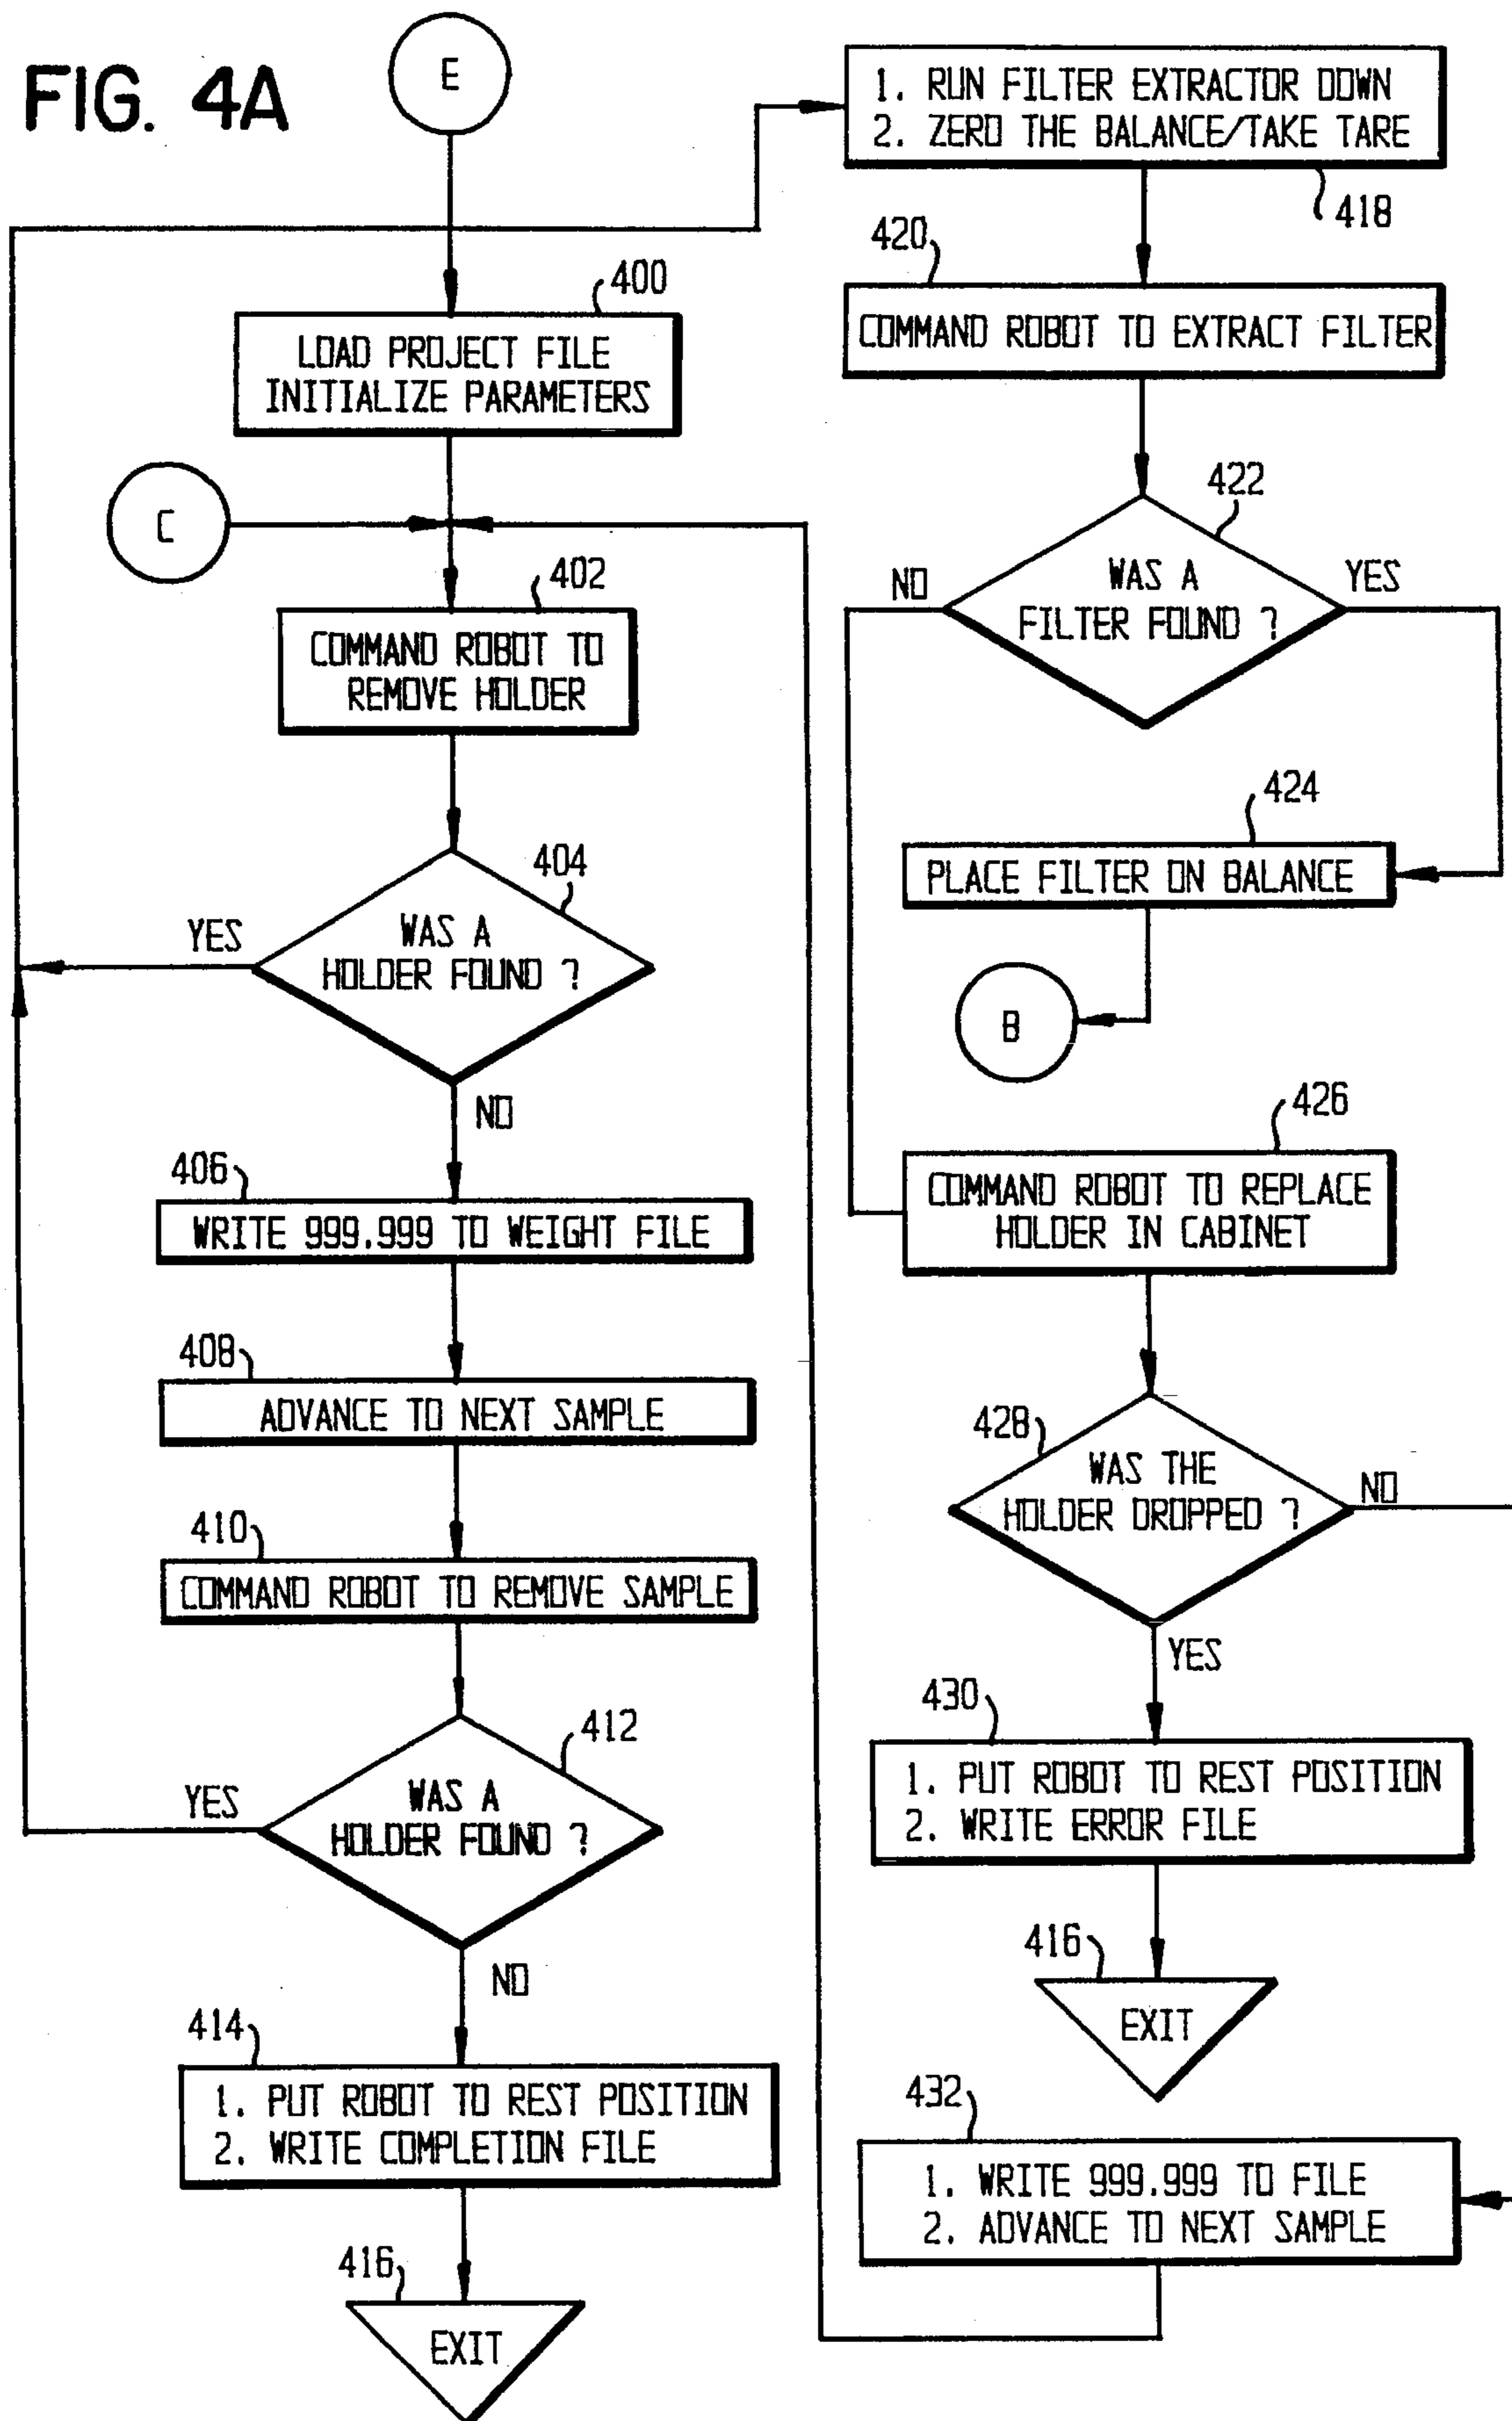 FIG. 4A
E
400
LOAD PROJECT FILE
INITIALIZE PARAMETERS
C
402
COMMAND ROBOT TO
REMOVE HOLDER
404
WAS A
HOLDER FOUND ?
YES
NO
406
WRITE 999.999 TO WEIGHT FILE
408
ADVANCE TO NEXT SAMPLE
410
COMMAND ROBOT TO REMOVE SAMPLE
412
WAS A
HOLDER FOUND ?
YES
NO
414
1. PUT ROBOT TO REST POSITION
2. WRITE COMPLETION FILE
416
EXIT
1. RUN FILTER EXTRACTOR DOWN
2. ZERO THE BALANCE/TAKE TARE
418
420
COMMAND ROBOT TO EXTRACT FILTER
422
NO
WAS A
FILTER FOUND ?
YES
424
PLACE FILTER ON BALANCE
B
426
COMMAND ROBOT TO REPLACE
HOLDER IN CABINET
428
WAS THE
HOLDER DROPPED ?
NO
YES
430
1. PUT ROBOT TO REST POSITION
2. WRITE ERROR FILE
416
EXIT
432
1. WRITE 999.999 TO FILE
2. ADVANCE TO NEXT SAMPLE